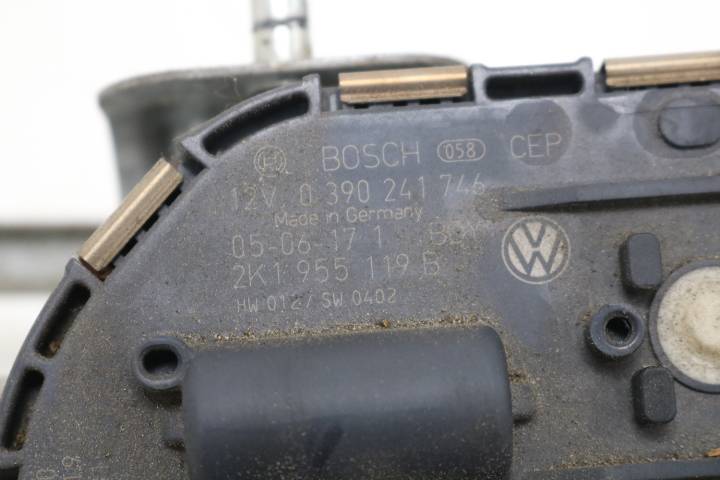 BOSCH 058 CEP
12V 0 390 241 746
Made in Germany
05-06-17 1
2K1 955 119 B
HW 012 / SW 0402